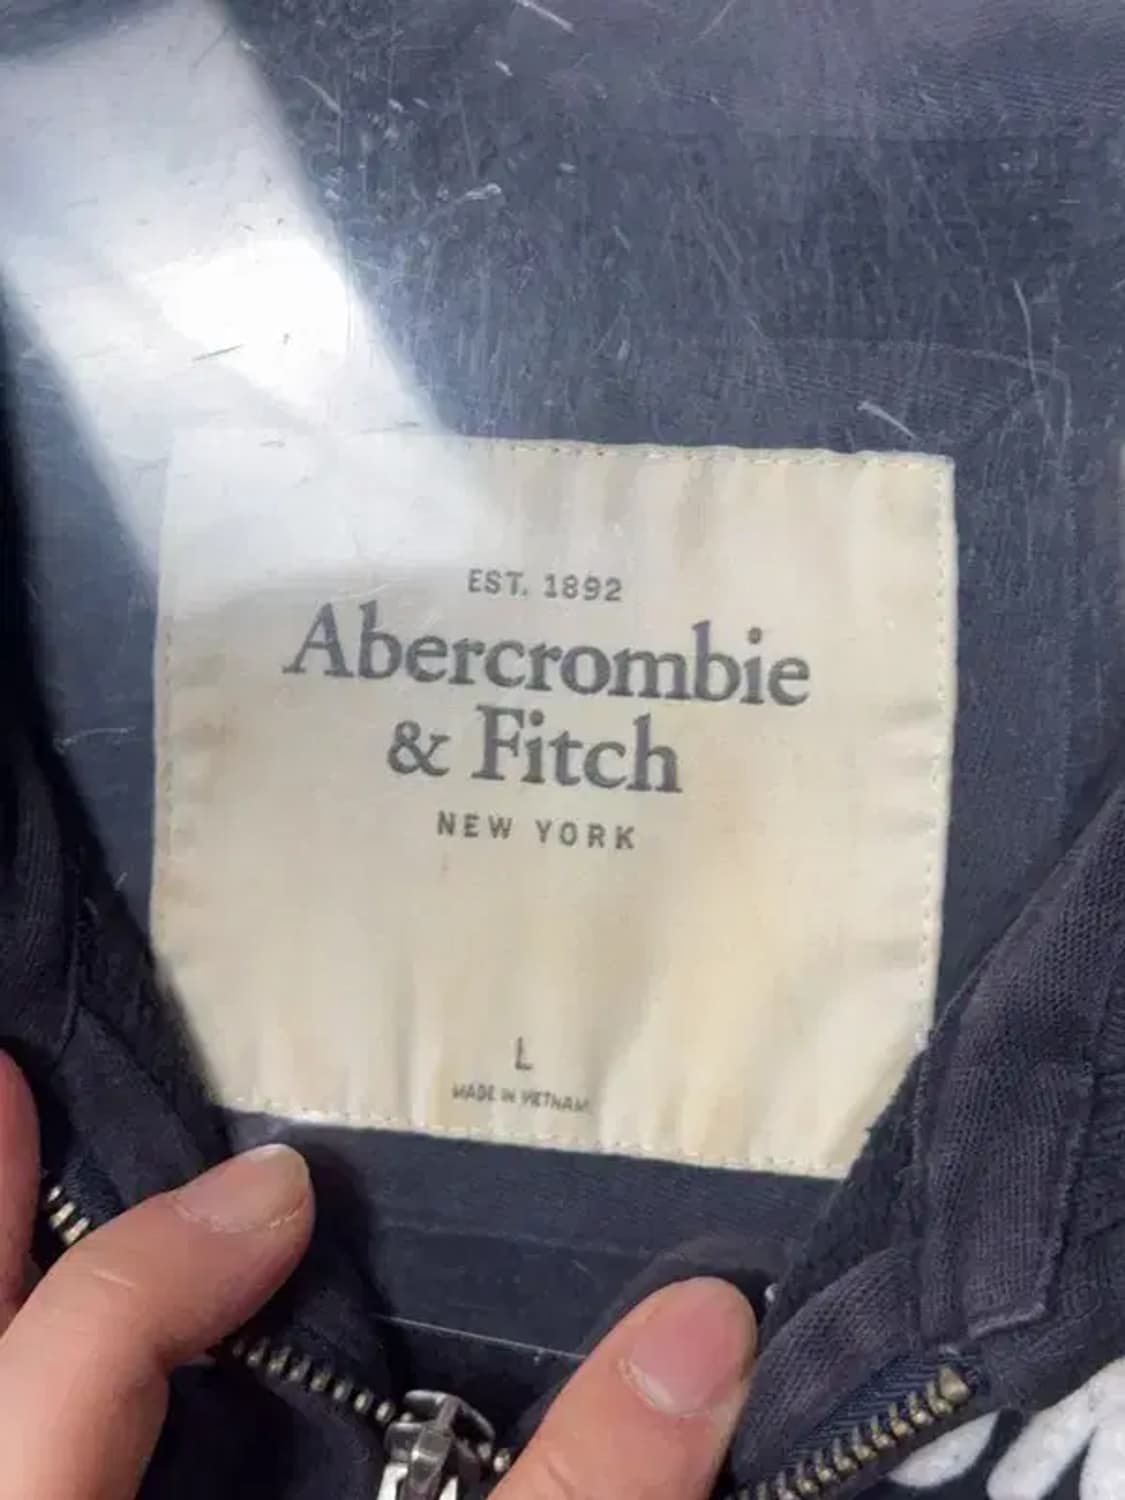 EST. 1892
Abercrombie
& Fitch
NEW YORK
L
MADE IN VIETNAM